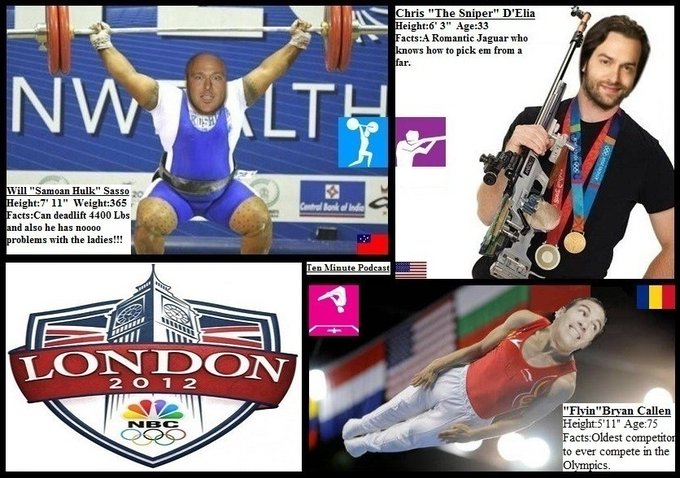 NWEALTH
Will "Samoan Hulk" Sasso
Height:7' 11" Weight:365
Facts:Can deadlift 4400 Lbs
and also he has noooo
problems with the ladies!!!
Central Bank of India
Chris "The Sniper" D'Elia
Height:6' 3" Age:33
Facts:A Romantic Jaguar who
knows how to pick em from a
far.
Ten Minute Podcast
LONDON
2012
NBC
"Flyin"Bryan Callen
Height:5'11" Age:75
Facts:Oldest competitor
to ever compete in the
Olympics.